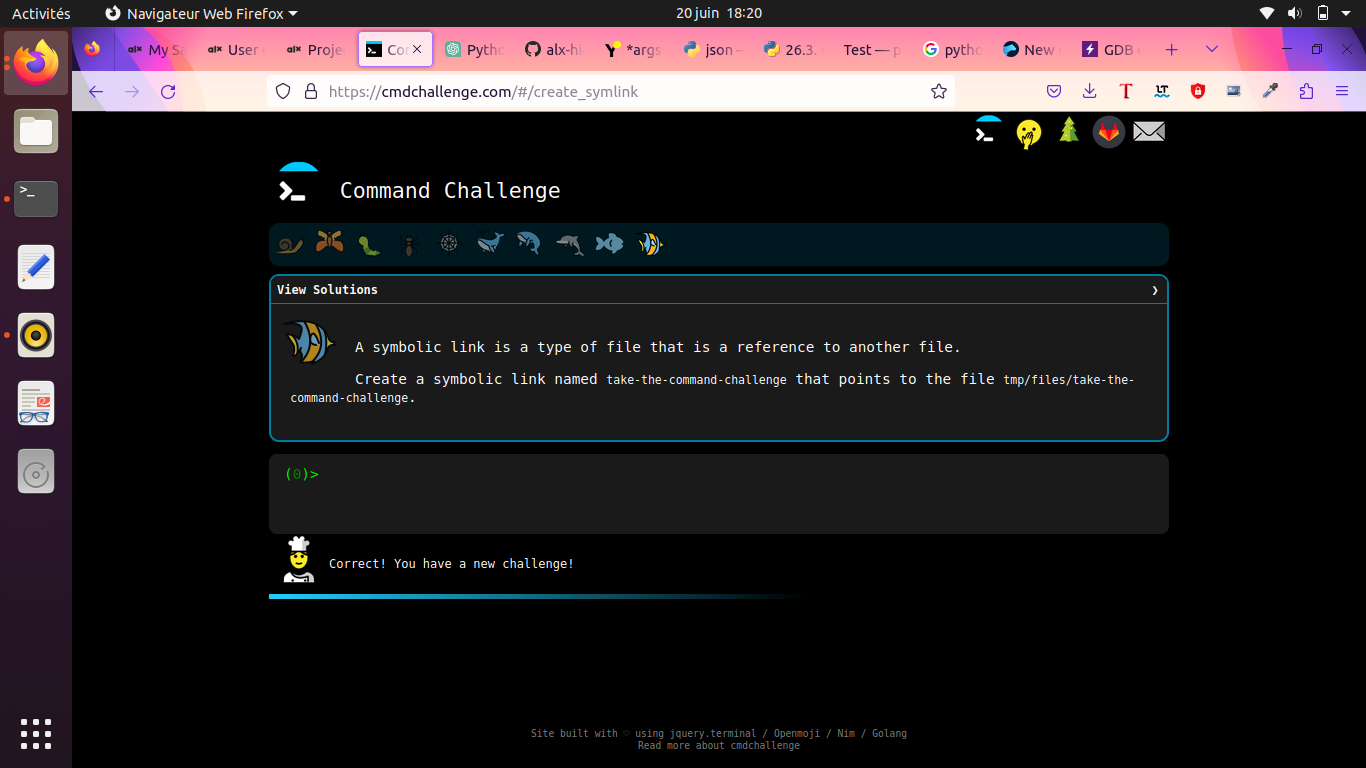 Activités
Navigateur Web Firefox
20 juin 18:20
alx My Sa
alx User
alx Proje
Con
Pytho
alx-hi
*args
json –
26.3.
Test — p
pytho
New
GDB
https://cmdchallenge.com/#/create_symlink
Command Challenge
View Solutions ❯
A symbolic link is a type of file that is a reference to another file.
Create a symbolic link named take-the-command-challenge that points to the file tmp/files/take-the-
command-challenge.
(0)>
Correct! You have a new challenge!
Site built with ♡ using jquery.terminal / Openmoji / Nim / Golang
Read more about cmdchallenge